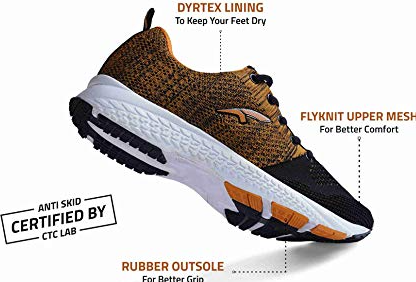 DYRTEX LINING
To Keep Your Feet Dry
FLYKNIT UPPER MESH
For Better Comfort
ANTI SKID
CERTIFIED BY
CTC LAB
RUBBER OUTSOLE
For Better Grip